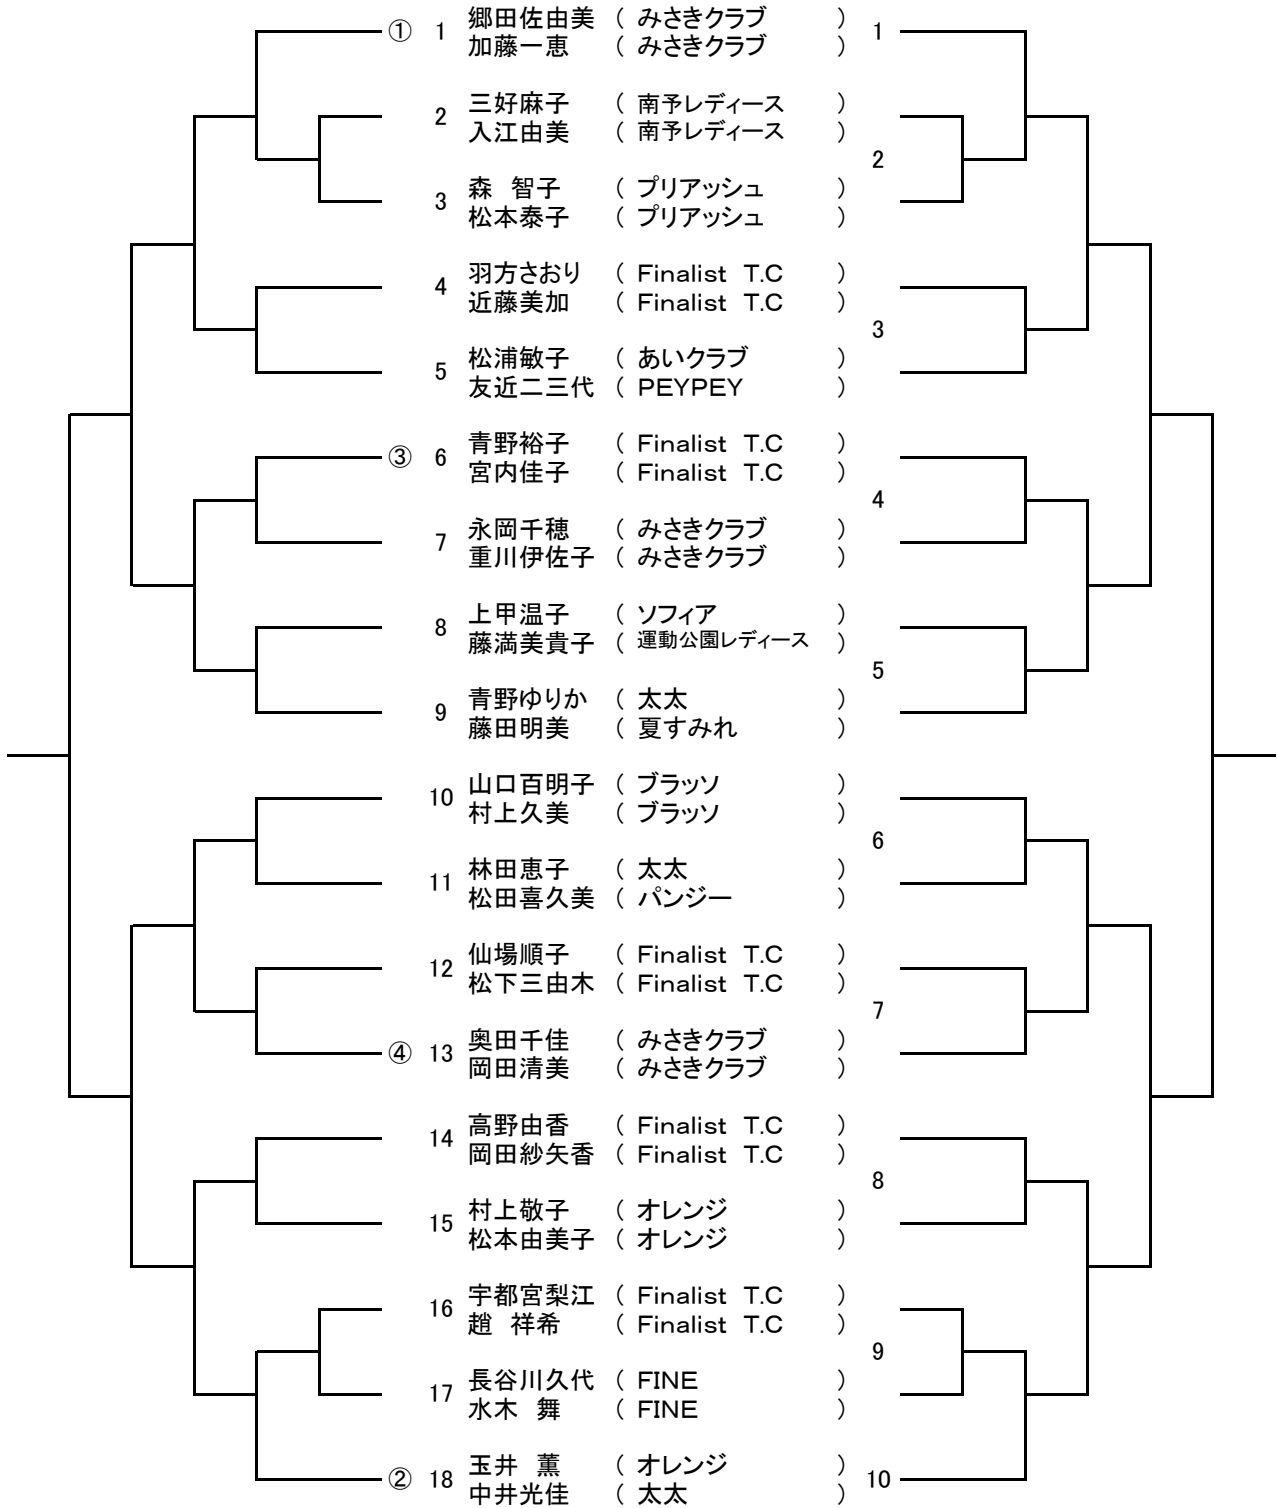 ① 1 郷田佐由美 ( みさきクラブ ) 1
加藤一恵 ( みさきクラブ )
2 三好麻子 ( 南予レディース )
入江由美 ( 南予レディース )
2
3 森 智子 ( プリアッシュ )
松本泰子 ( プリアッシュ )
4 羽方さおり ( Finalist T.C )
近藤美加 ( Finalist T.C )
3
5 松浦敏子 ( あいクラブ )
友近二三代 ( PEYPEY )
③ 6 青野裕子 ( Finalist T.C )
宮内佳子 ( Finalist T.C )
4
7 永岡千穂 ( みさきクラブ )
重川伊佐子 ( みさきクラブ )
8 上甲温子 ( ソフィア )
藤満美貴子 ( 運動公園レディース )
5
9 青野ゆりか ( 太太 )
藤田明美 ( 夏すみれ )
10 山口百明子 ( ブラッソ )
村上久美 ( ブラッソ )
6
11 林田恵子 ( 太太 )
松田喜久美 ( パンジー )
12 仙場順子 ( Finalist T.C )
松下三由木 ( Finalist T.C )
7
④ 13 奥田千佳 ( みさきクラブ )
岡田清美 ( みさきクラブ )
14 高野由香 ( Finalist T.C )
岡田紗矢香 ( Finalist T.C )
8
15 村上敬子 ( オレンジ )
松本由美子 ( オレンジ )
16 宇都宮梨江 ( Finalist T.C )
趙 祥希 ( Finalist T.C )
9
17 長谷川久代 ( FINE )
水木 舞 ( FINE )
② 18 玉井 薫 ( オレンジ ) 10
中井光佳 ( 太太 )